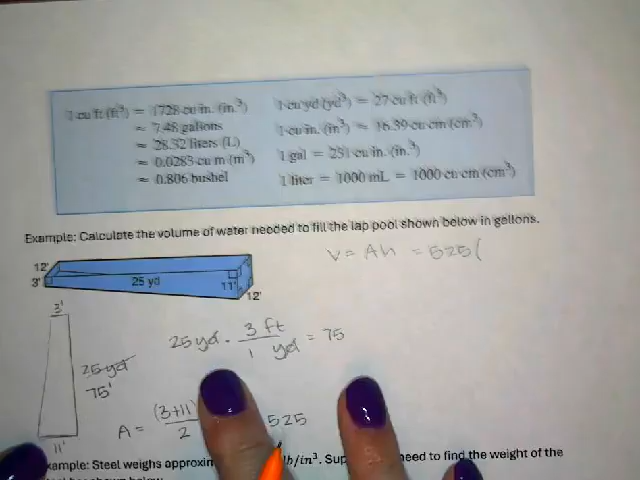 1 cu ft (ft³) = 1728 cu in. (in.³)
≈ 7.48 gallons
≈ 28.32 liters (L)
≈ 0.0283 cu m (m³)
≈ 0.806 bushel
1 cu yd (yd³) = 27 cu ft (ft³)
1 cu in. (in³) ≈ 16.39 cu cm (cm³)
1 gal = 231 cu in. (in.³)
1 liter = 1000 mL = 1000 cu cm (cm³)
Example: Calculate the volume of water needed to fill the lap pool shown below in gallons.
V = Ah = 525(
12'
3'
25 yd
11'
12'
3'
25 yd
75'
11'
25 yd · 3 ft / 1 yd = 75
A = (3+11) / 2
525
xample: Steel weighs approxin
lb/in³. Sup
need to find the weight of the